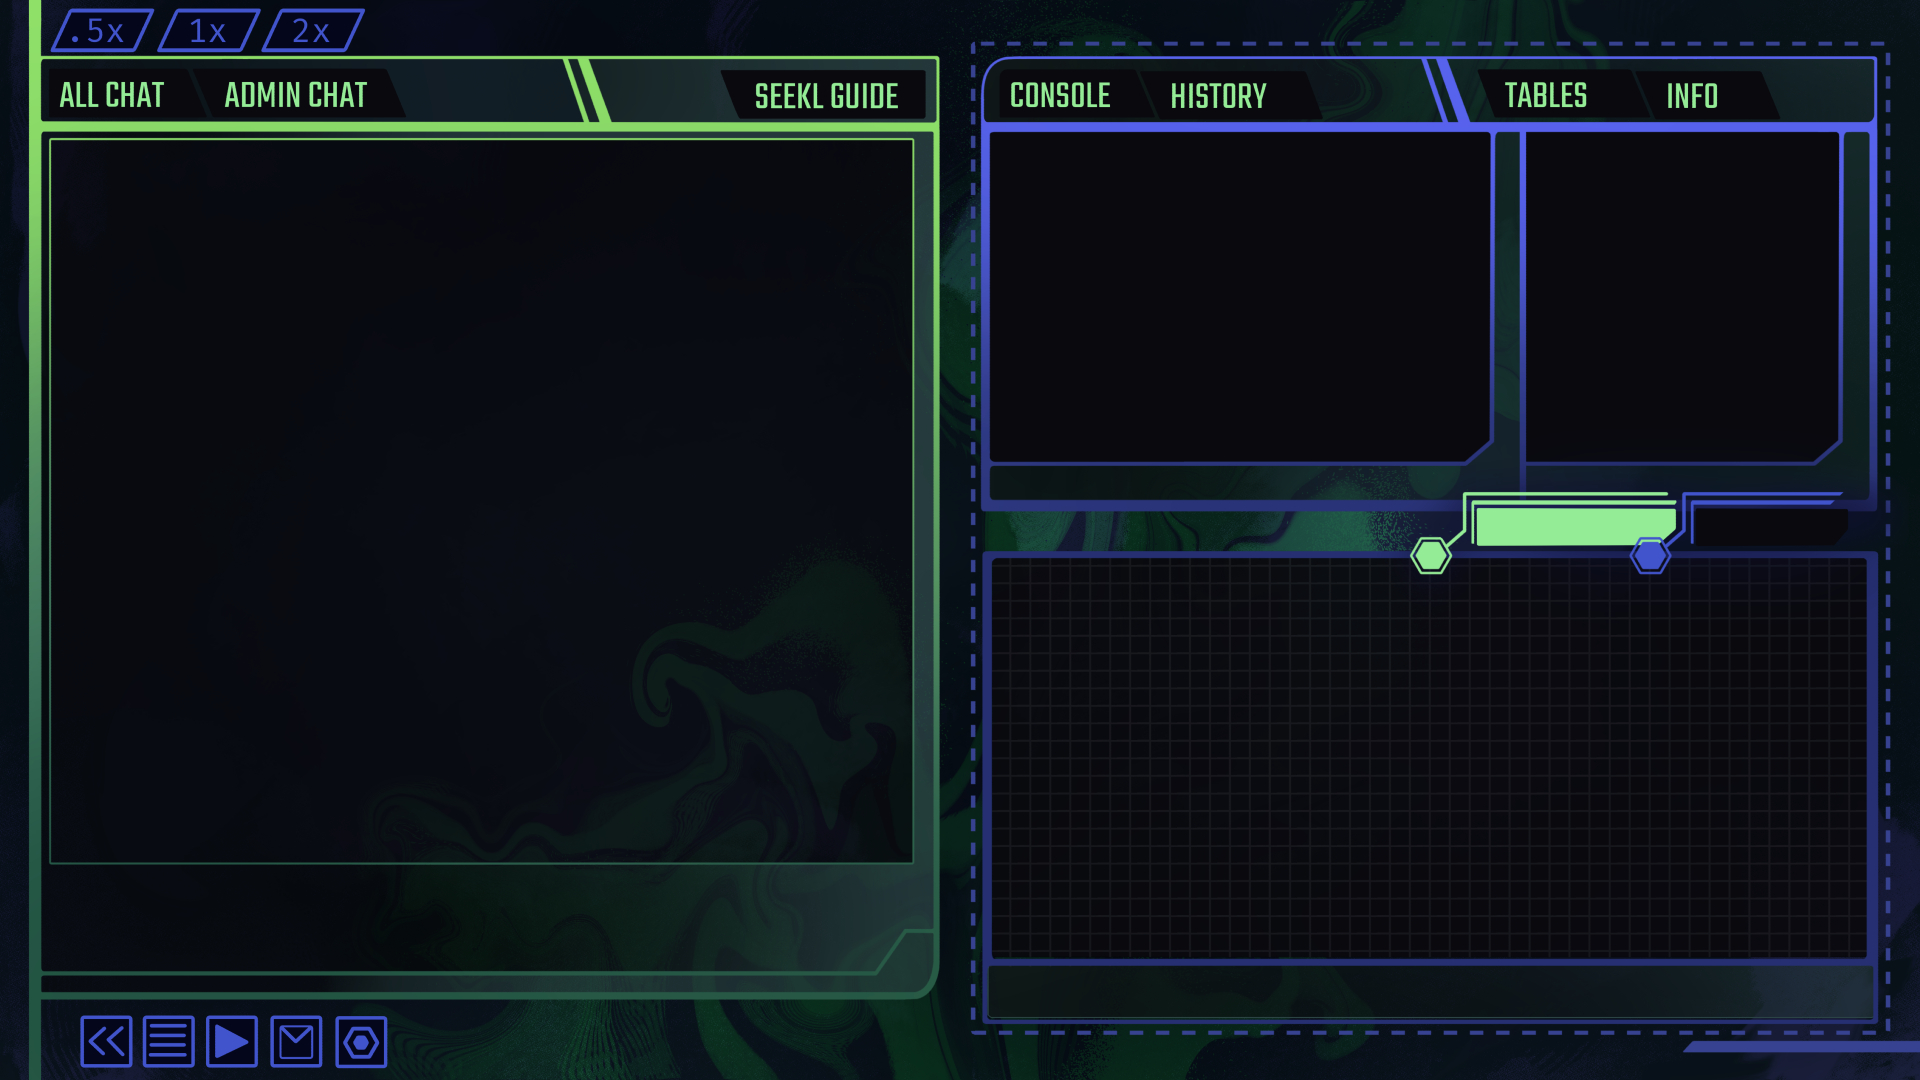 .5x 1x 2x
ALL CHAT ADMIN CHAT SEEKL GUIDE
CONSOLE HISTORY TABLES INFO